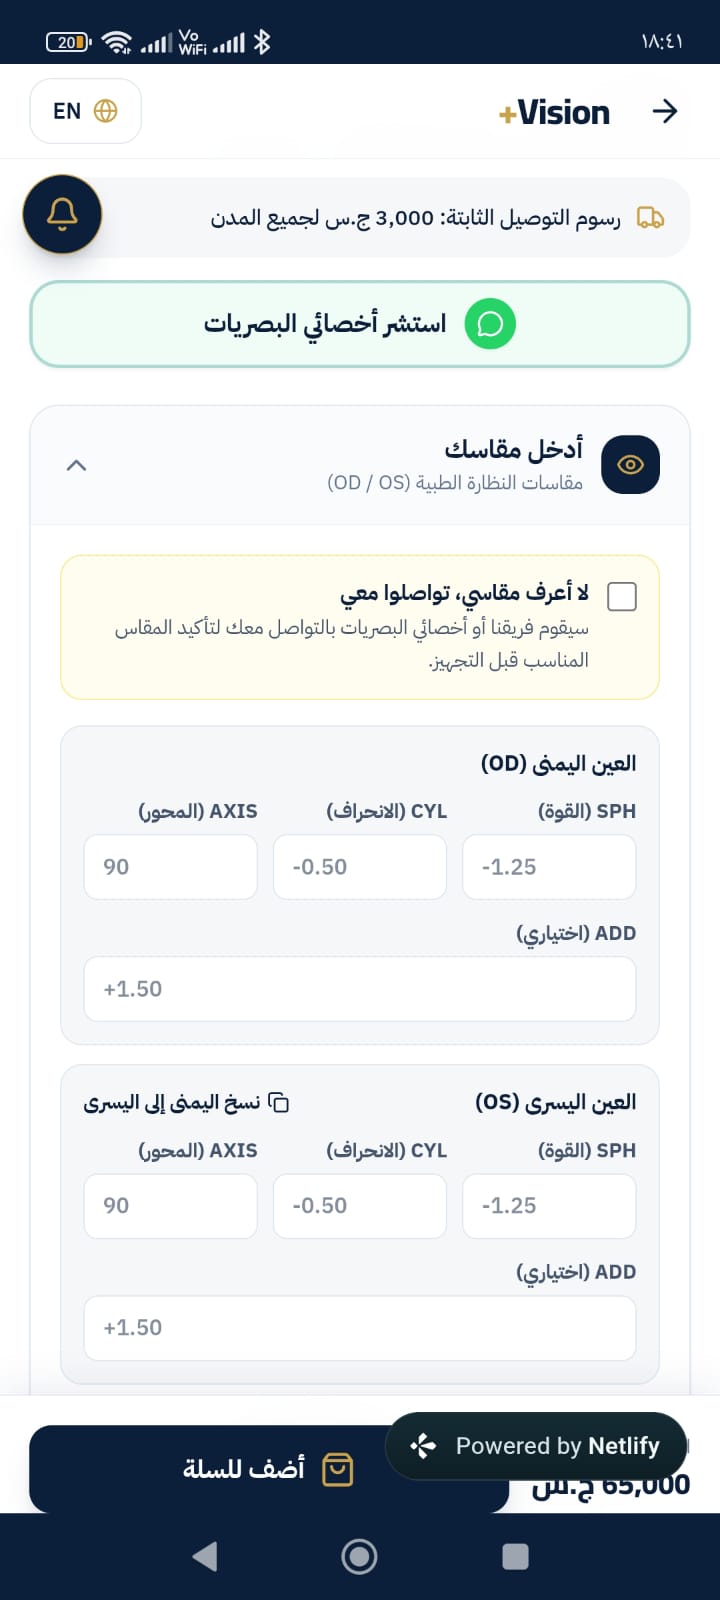 20 Vo WiFi ١٨:٤١
EN Vision+
رسوم التوصيل الثابتة: 3,000 ج.س لجميع المدن
استشر أخصائي البصريات
أدخل مقاسك
مقاسات النظارة الطبية (OD / OS)
لا أعرف مقاسي، تواصلوا معي
سيقوم فريقنا أو أخصائي البصريات بالتواصل معك لتأكيد المقاس
المناسب قبل التجهيز.
العين اليمنى (OD)
SPH (القوة) CYL (الانحراف) AXIS (المحور)
-1.25 -0.50 90
ADD (اختياري)
+1.50
العين اليسرى (OS) نسخ اليمنى إلى اليسرى
SPH (القوة) CYL (الانحراف) AXIS (المحور)
-1.25 -0.50 90
ADD (اختياري)
+1.50
Powered by Netlify
65,000 ج.س أضف للسلة